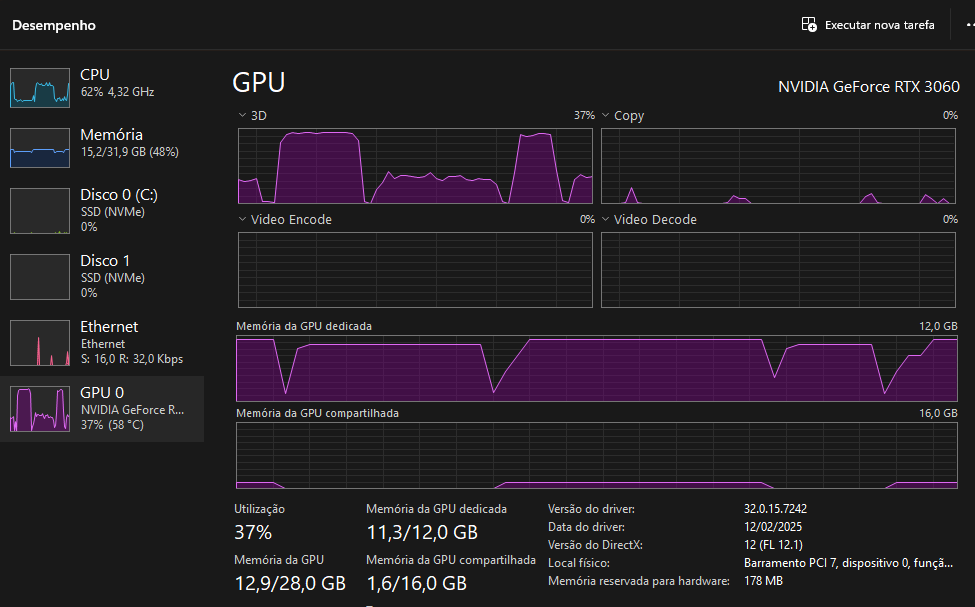 Desempenho
Executar nova tarefa
CPU
62% 4,32 GHz
Memória
15,2/31,9 GB (48%)
Disco 0 (C:)
SSD (NVMe)
0%
Disco 1
SSD (NVMe)
0%
Ethernet
Ethernet
S: 16,0 R: 32,0 Kbps
GPU 0
NVIDIA GeForce R...
37% (58 °C)
GPU
NVIDIA GeForce RTX 3060
3D 37%
Copy 0%
Video Encode 0%
Video Decode 0%
Memória da GPU dedicada 12,0 GB
Memória da GPU compartilhada 16,0 GB
Utilização
37%
Memória da GPU dedicada
11,3/12,0 GB
Memória da GPU
12,9/28,0 GB
Memória da GPU compartilhada
1,6/16,0 GB
Versão do driver: 32.0.15.7242
Data do driver: 12/02/2025
Versão do DirectX: 12 (FL 12.1)
Local físico: Barramento PCI 7, dispositivo 0, funçã...
Memória reservada para hardware: 178 MB